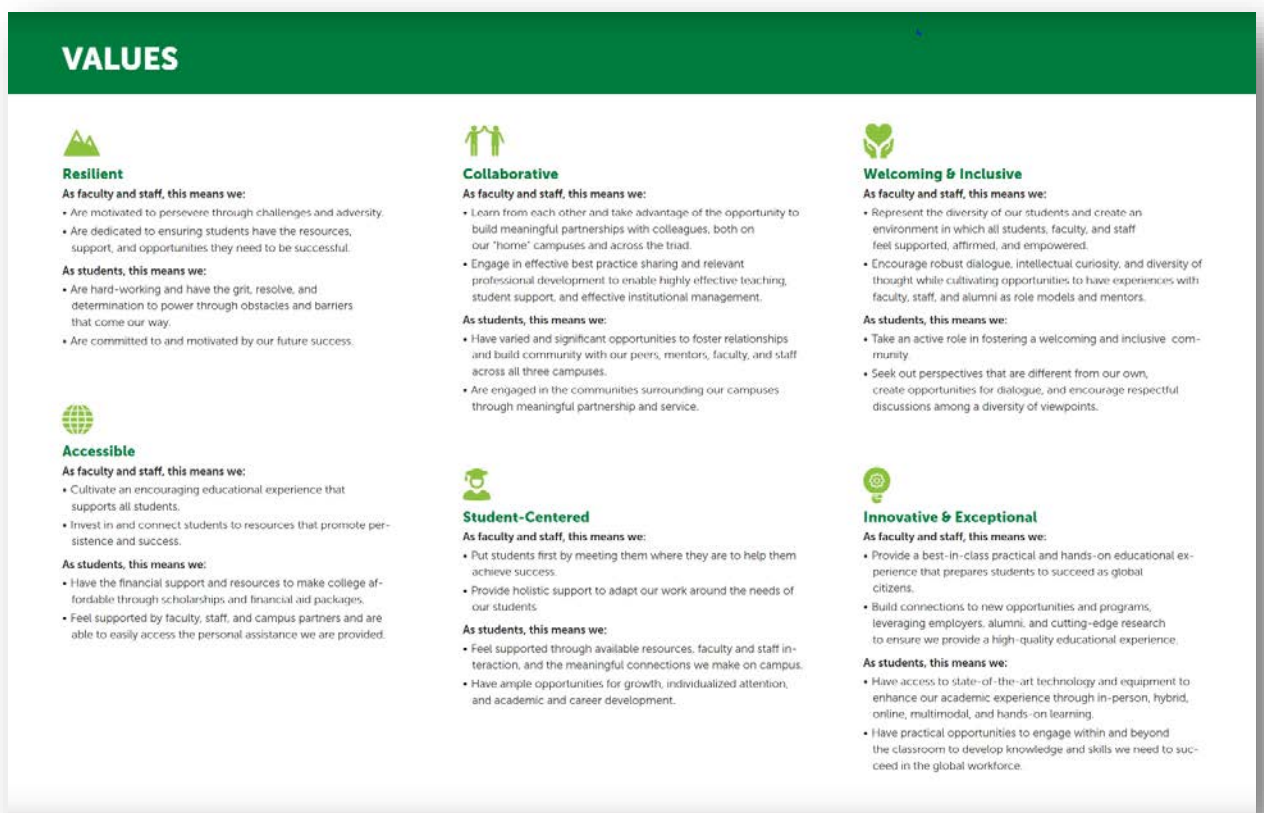 VALUES
Resilient
As faculty and staff, this means we:
• Are motivated to persevere through challenges and adversity.
• Are dedicated to ensuring students have the resources,
support, and opportunities they need to be successful.
As students, this means we:
• Are hard-working and have the grit, resolve, and
determination to power through obstacles and barriers
that come our way.
• Are committed to and motivated by our future success.
Accessible
As faculty and staff, this means we:
• Cultivate an encouraging educational experience that
supports all students.
• Invest in and connect students to resources that promote per-
sistence and success.
As students, this means we:
• Have the financial support and resources to make college af-
fordable through scholarships and financial aid packages.
• Feel supported by faculty, staff, and campus partners and are
able to easily access the personal assistance we are provided.
Collaborative
As faculty and staff, this means we:
• Learn from each other and take advantage of the opportunity to
build meaningful partnerships with colleagues, both on
our "home" campuses and across the triad.
• Engage in effective best practice sharing and relevant
professional development to enable highly effective teaching,
student support, and effective institutional management.
As students, this means we:
• Have varied and significant opportunities to foster relationships
and build community with our peers, mentors, faculty, and staff
across all three campuses.
• Are engaged in the communities surrounding our campuses
through meaningful partnership and service.
Student-Centered
As faculty and staff, this means we:
• Put students first by meeting them where they are to help them
achieve success.
• Provide holistic support to adapt our work around the needs of
our students
As students, this means we:
• Feel supported through available resources, faculty and staff in-
teraction, and the meaningful connections we make on campus.
• Have ample opportunities for growth, individualized attention,
and academic and career development.
Welcoming & Inclusive
As faculty and staff, this means we:
• Represent the diversity of our students and create an
environment in which all students, faculty, and staff
feel supported, affirmed, and empowered.
• Encourage robust dialogue, intellectual curiosity, and diversity of
thought while cultivating opportunities to have experiences with
faculty, staff, and alumni as role models and mentors.
As students, this means we:
• Take an active role in fostering a welcoming and inclusive com-
munity
• Seek out perspectives that are different from our own,
create opportunities for dialogue, and encourage respectful
discussions among a diversity of viewpoints.
Innovative & Exceptional
As faculty and staff, this means we:
• Provide a best-in-class practical and hands-on educational ex-
perience that prepares students to succeed as global
citizens.
• Build connections to new opportunities and programs,
leveraging employers, alumni, and cutting-edge research
to ensure we provide a high-quality educational experience.
As students, this means we:
• Have access to state-of-the-art technology and equipment to
enhance our academic experience through in-person, hybrid,
online, multimodal, and hands-on learning.
• Have practical opportunities to engage within and beyond
the classroom to develop knowledge and skills we need to suc-
ceed in the global workforce.